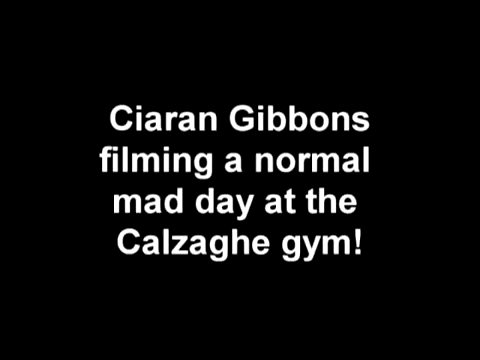 Ciaran Gibbons
filming a normal
mad day at the
Calzaghe gym!